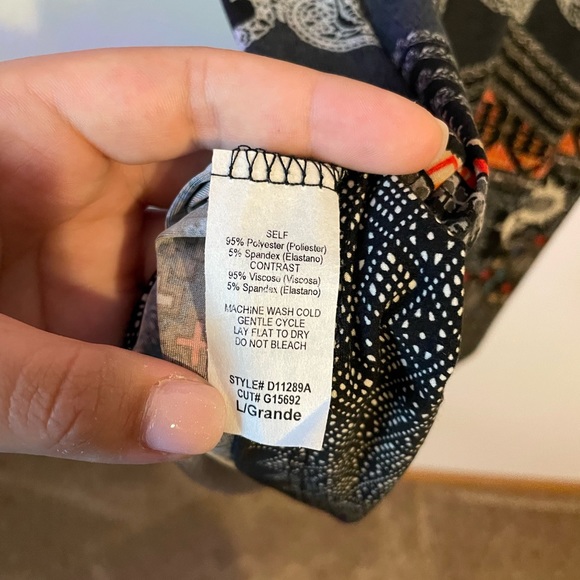 SELF
95% Polyester (Poliester)
5% Spandex (Elastano)
CONTRAST
95% Viscose (Viscosa)
5% Spandex (Elastano)
MACHINE WASH COLD
GENTLE CYCLE
LAY FLAT TO DRY
DO NOT BLEACH
STYLE# D11289A
CUT# G15692
L/Grande